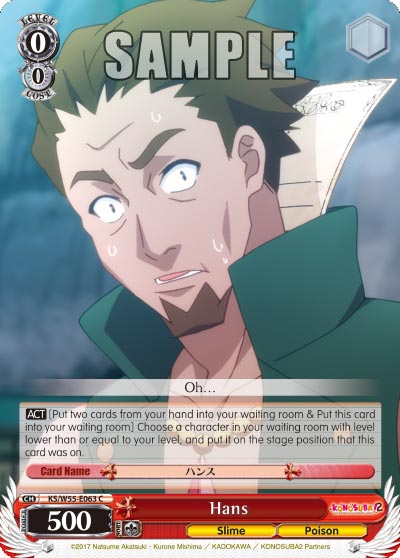 LEVEL
0
0
COST
SAMPLE
Oh...
ACT [Put two cards from your hand into your waiting room & Put this card
into your waiting room] Choose a character in your waiting room with level
lower than or equal to your level, and put it on the stage position that this
card was on.
Card Name ハンス
CH KS/W55-E063 C
500
Hans
KONOSUBA 2
Slime Poison
©2017 Natsume Akatsuki・Kurone Mishima / KADOKAWA / KONOSUBA2 Partners